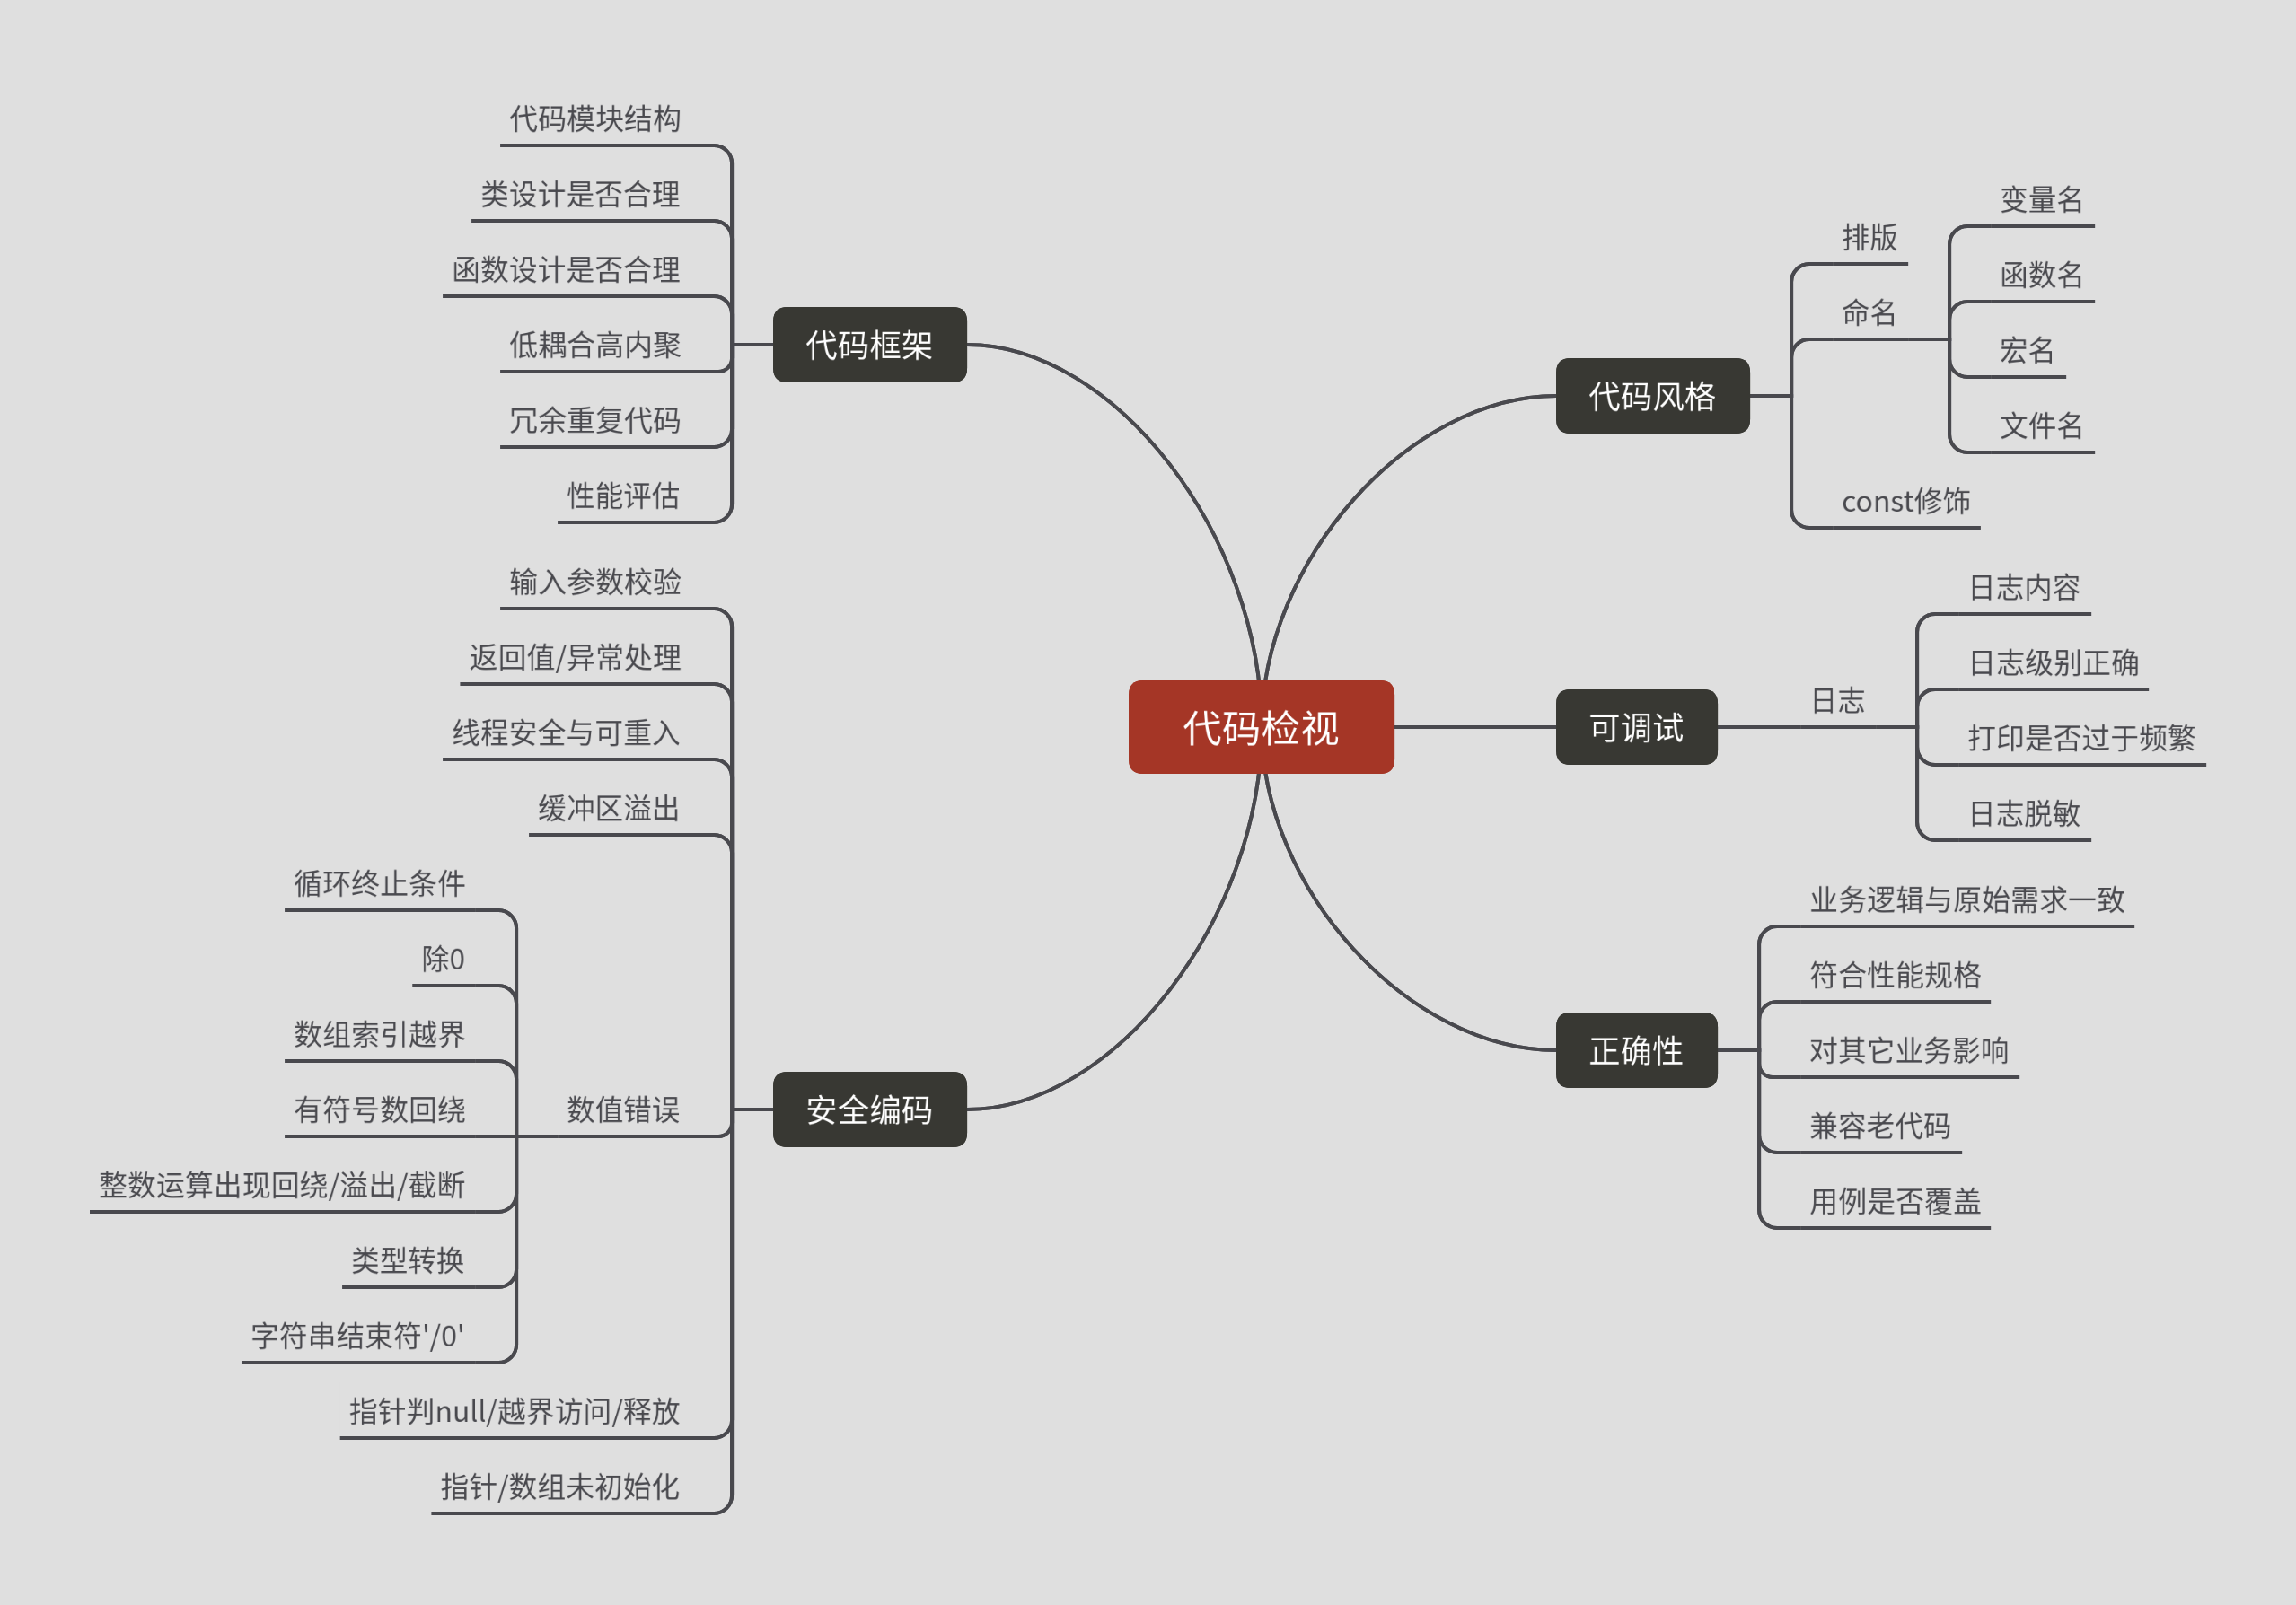 代码检视
代码框架
代码模块结构
类设计是否合理
函数设计是否合理
低耦合高内聚
冗余重复代码
性能评估
安全编码
输入参数校验
返回值/异常处理
线程安全与可重入
缓冲区溢出
数值错误
循环终止条件
除0
数组索引越界
有符号数回绕
整数运算出现回绕/溢出/截断
类型转换
字符串结束符'/0'
指针判null/越界访问/释放
指针/数组未初始化
代码风格
排版
命名
变量名
函数名
宏名
文件名
const修饰
可调试
日志
日志内容
日志级别正确
打印是否过于频繁
日志脱敏
正确性
业务逻辑与原始需求一致
符合性能规格
对其它业务影响
兼容老代码
用例是否覆盖